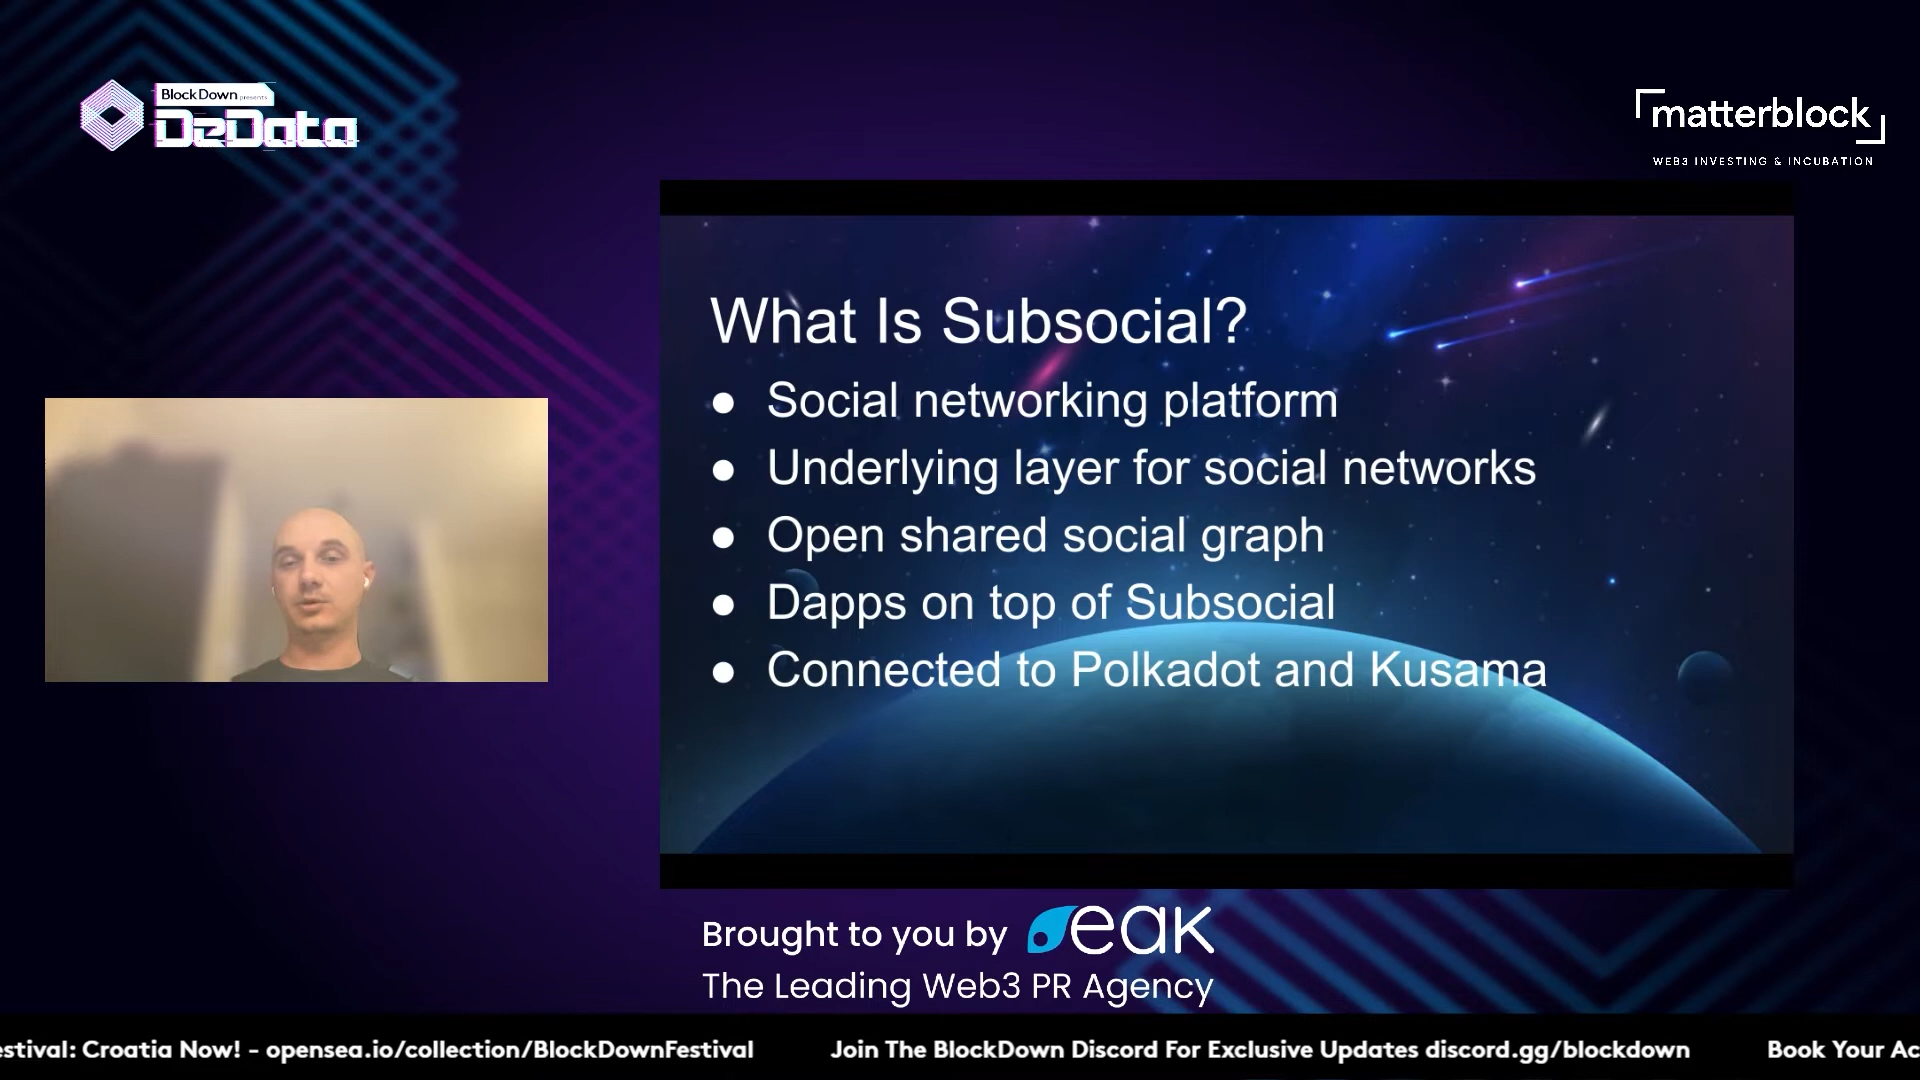 BlockDown presents
DeData
matterblock
WEB3 INVESTING & INCUBATION
What Is Subsocial?
● Social networking platform
● Underlying layer for social networks
● Open shared social graph
● Dapps on top of Subsocial
● Connected to Polkadot and Kusama
Brought to you by eak
The Leading Web3 PR Agency
estival: Croatia Now! - opensea.io/collection/BlockDownFestival Join The BlockDown Discord For Exclusive Updates discord.gg/blockdown Book Your Ac